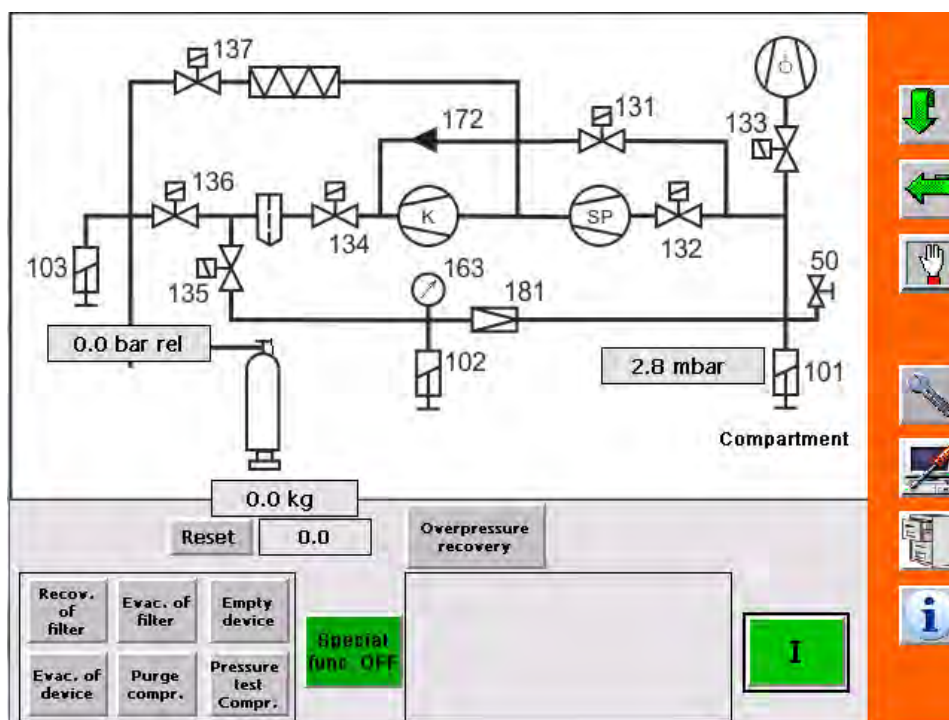 137
172
131
133
136
K
SP
134
132
103
135
163
181
50
0.0 bar rel
102
2.8 mbar
101
Compartment
0.0 kg
Reset
0.0
Overpressure
recovery
Recov.
of
filter
Evac. of
filter
Empty
device
Special
func. OFF
I
Evac. of
device
Purge
compr.
Pressure
test
Compr.
i